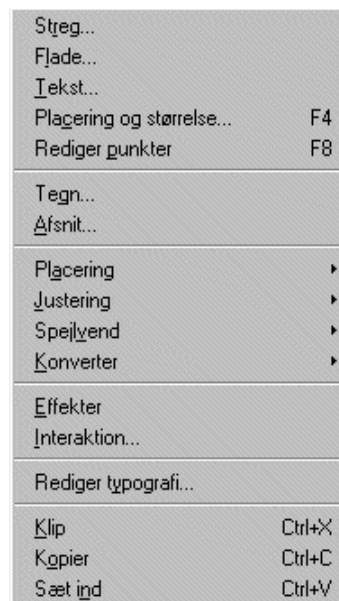 Streg...
Flade...
Tekst...
Placering og størrelse... F4
Rediger punkter F8
Tegn...
Afsnit...
Placering
Justering
Spejlvend
Konverter
Effekter
Interaktion...
Rediger typografi...
Klip Ctrl+X
Kopier Ctrl+C
Sæt ind Ctrl+V